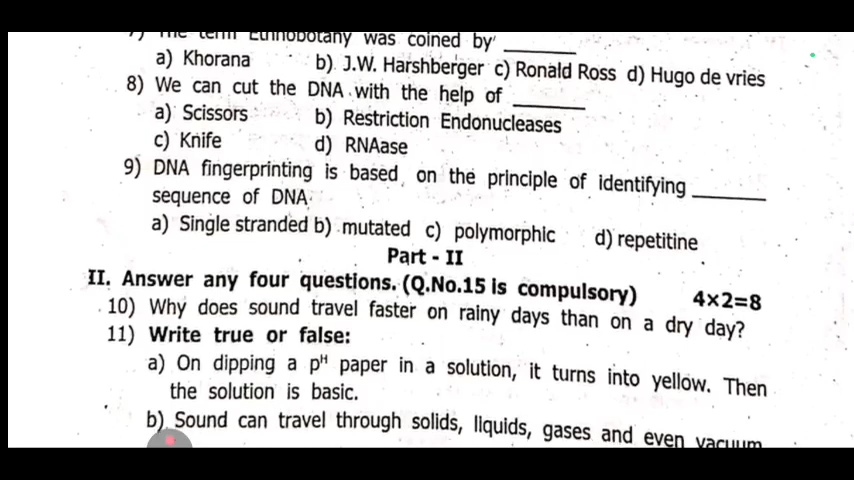 7) The term Ethnobotany was coined by ______
a) Khorana b) J.W. Harshberger c) Ronald Ross d) Hugo de vries
8) We can cut the DNA with the help of ______
a) Scissors b) Restriction Endonucleases
c) Knife d) RNAase
9) DNA fingerprinting is based on the principle of identifying ______
sequence of DNA
a) Single stranded b) mutated c) polymorphic d) repetitine
Part - II
II. Answer any four questions. (Q.No.15 is compulsory) 4×2=8
10) Why does sound travel faster on rainy days than on a dry day?
11) Write true or false:
a) On dipping a pᴴ paper in a solution, it turns into yellow. Then
the solution is basic.
b) Sound can travel through solids, liquids, gases and even vacuum